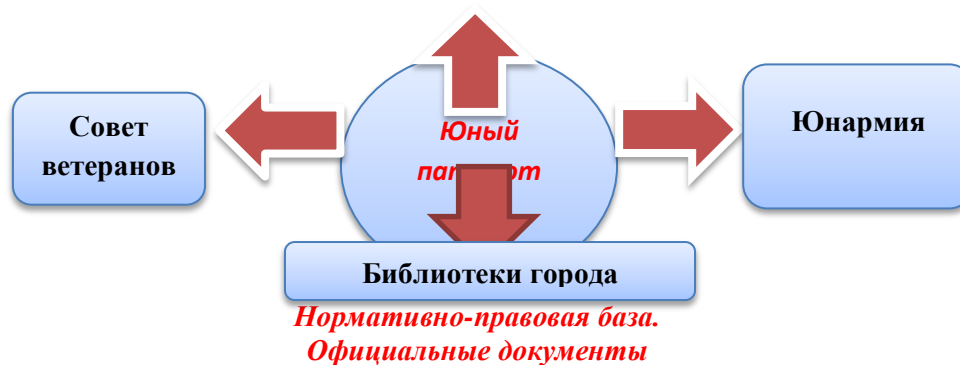 Юный
Совет
ветеранов
Юнармия
Библиотеки города
Нормативно-правовая база.
Официальные документы